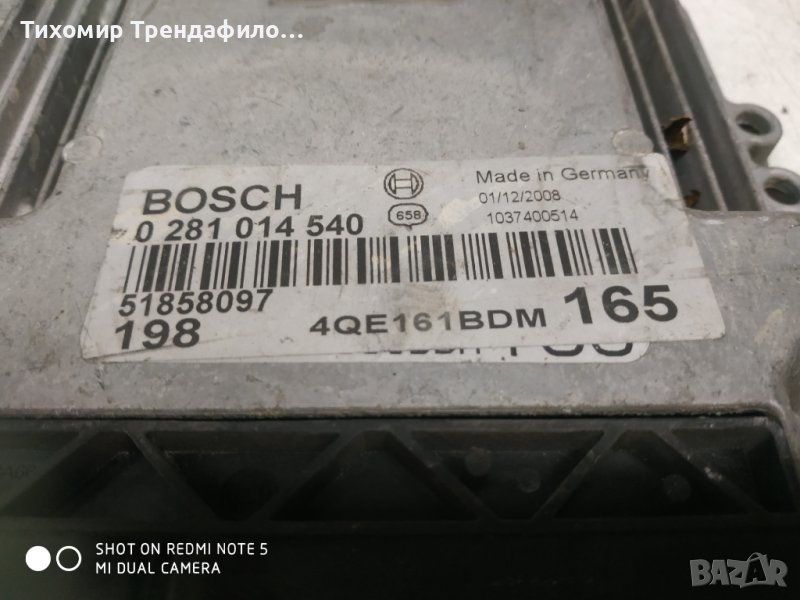 Тихомир Трендафило...
BOSCH
Made in Germany
01/12/2008
658
1037400514
0 281 014 540
51858097
198
4QE161BDM 165
SHOT ON REDMI NOTE 5
MI DUAL CAMERA
BAZAR